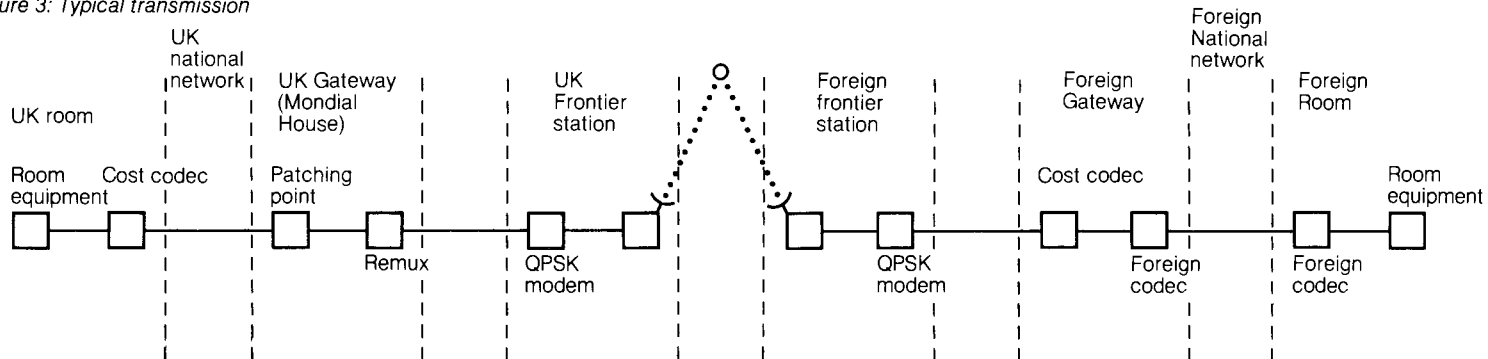 ure 3: Typical transmission
UK
national
network
UK Gateway
(Mondial
House)
UK
Frontier
station
Foreign
frontier
station
Foreign
Gateway
Foreign
National
network
Foreign
Room
UK room
Room
equipment
Cost codec
Patching
point
Remux
QPSK
modem
QPSK
modem
Cost codec
Foreign
codec
Foreign
codec
Room
equipment